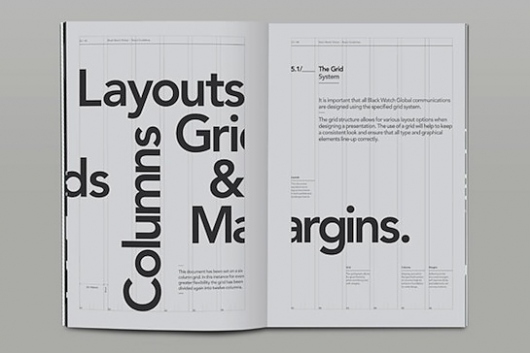 Layouts
Grid
ds
&
Ma
Columns
This document has been set on a six
column grid. In this instance for even
greater flexibility the grid has been
divided again into twelve columns.
5.1/
The Grid
System
It is important that all Black Watch Global communications
are designed using the specified grid system.
The grid structure allows for various layout options when
designing a presentation. The use of a grid will help to keep
a consistent look and ensure that all type and graphical
elements line-up correctly.
argins.